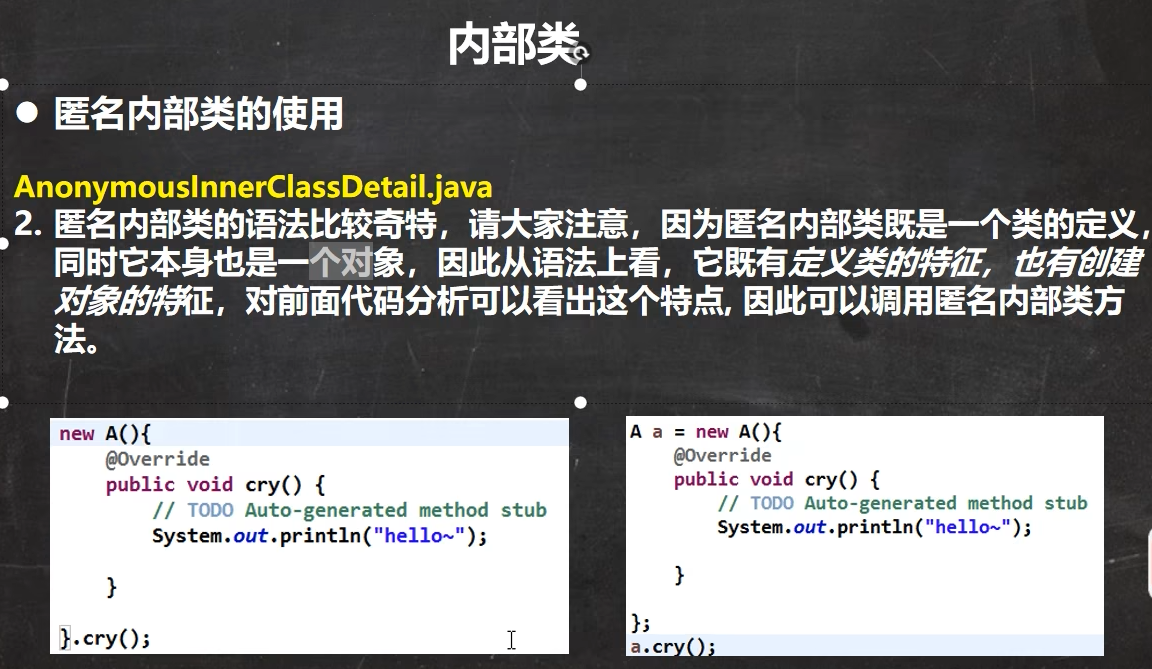 内部类
● 匿名内部类的使用
AnonymousInnerClassDetail.java
2. 匿名内部类的语法比较奇特，请大家注意，因为匿名内部类既是一个类的定义，
同时它本身也是一个对象，因此从语法上看，它既有定义类的特征，也有创建
对象的特征，对前面代码分析可以看出这个特点, 因此可以调用匿名内部类方
法。
new A(){
@Override
public void cry() {
// TODO Auto-generated method stub
System.out.println("hello~");
}
}.cry();
A a = new A(){
@Override
public void cry() {
// TODO Auto-generated method stub
System.out.println("hello~");
}
};
a.cry();